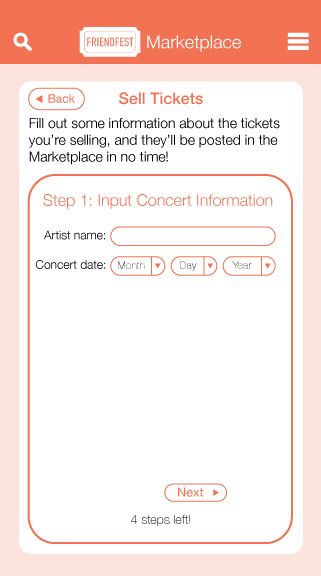 FRIENDFEST Marketplace
Back Sell Tickets
Fill out some information about the tickets
you're selling, and they'll be posted in the
Marketplace in no time!
Step 1: Input Concert Information
Artist name:
Concert date: Month Day Year
Next
4 steps left!